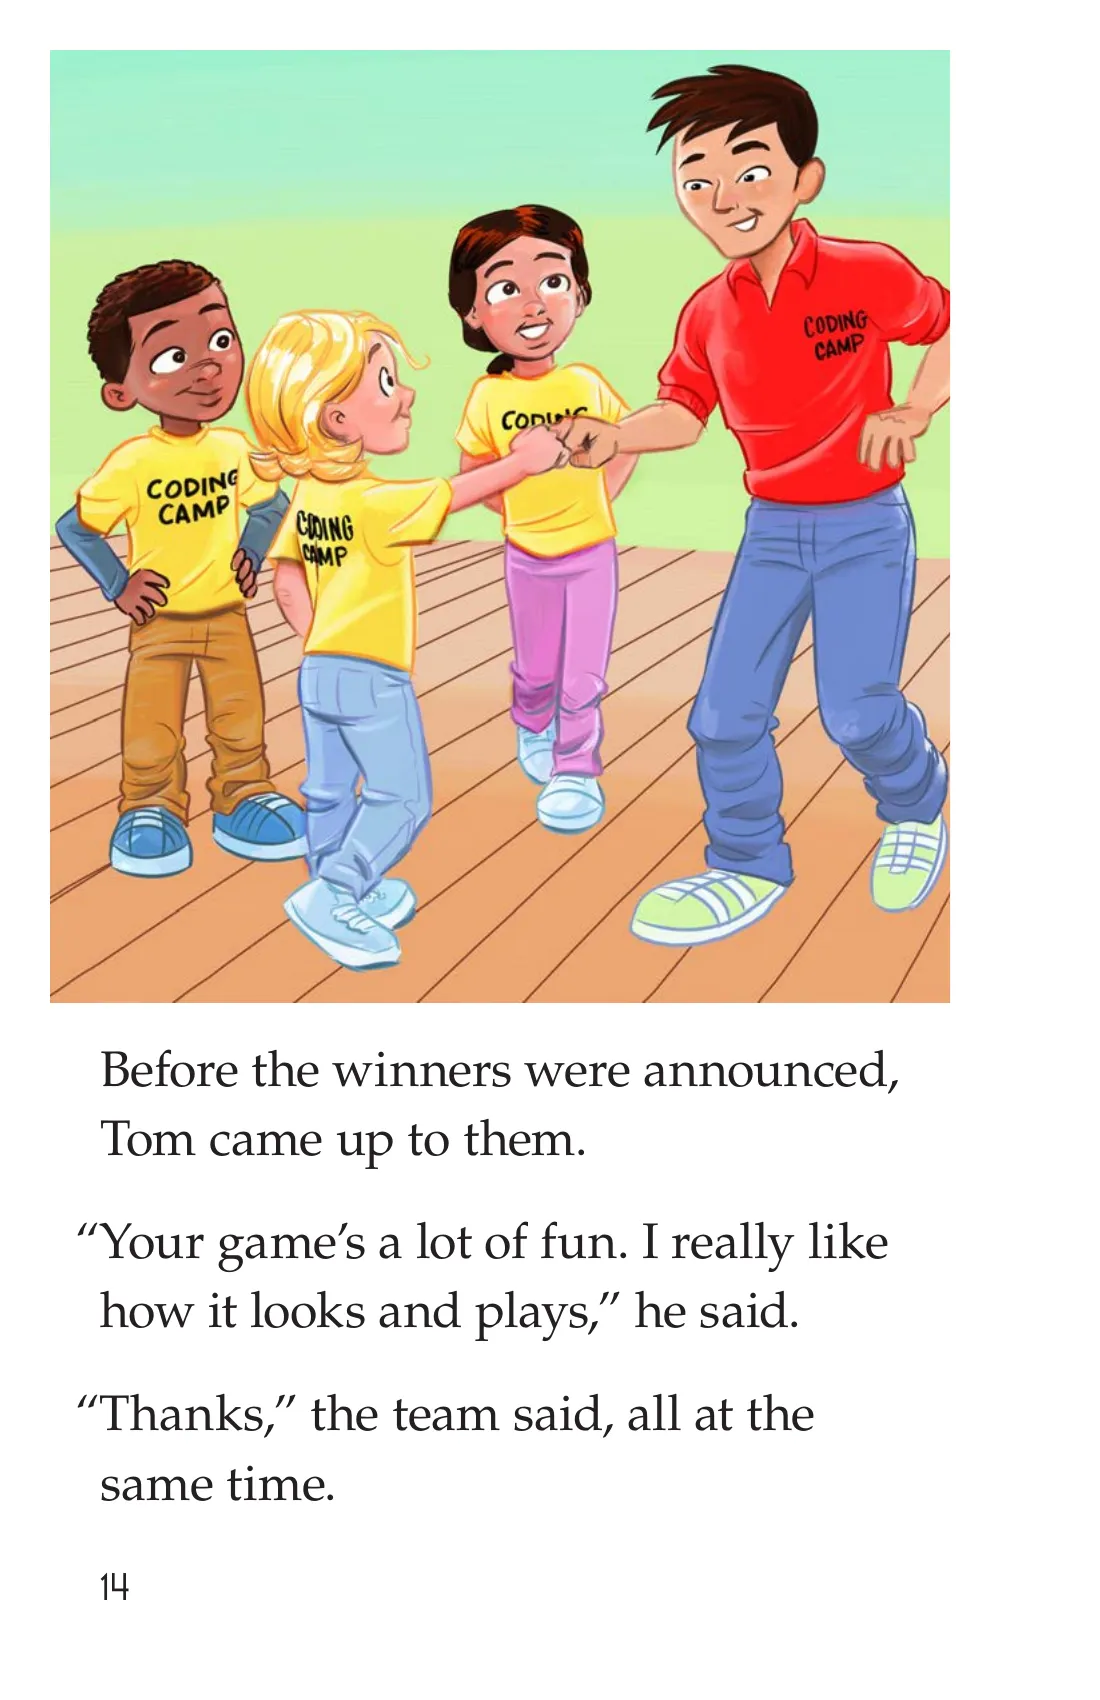 CODING
CAMP
CODING
CAMP
CODING
CODING
CAMP
Before the winners were announced,
Tom came up to them.
“Your game’s a lot of fun. I really like
how it looks and plays,” he said.
“Thanks,” the team said, all at the
same time.
14